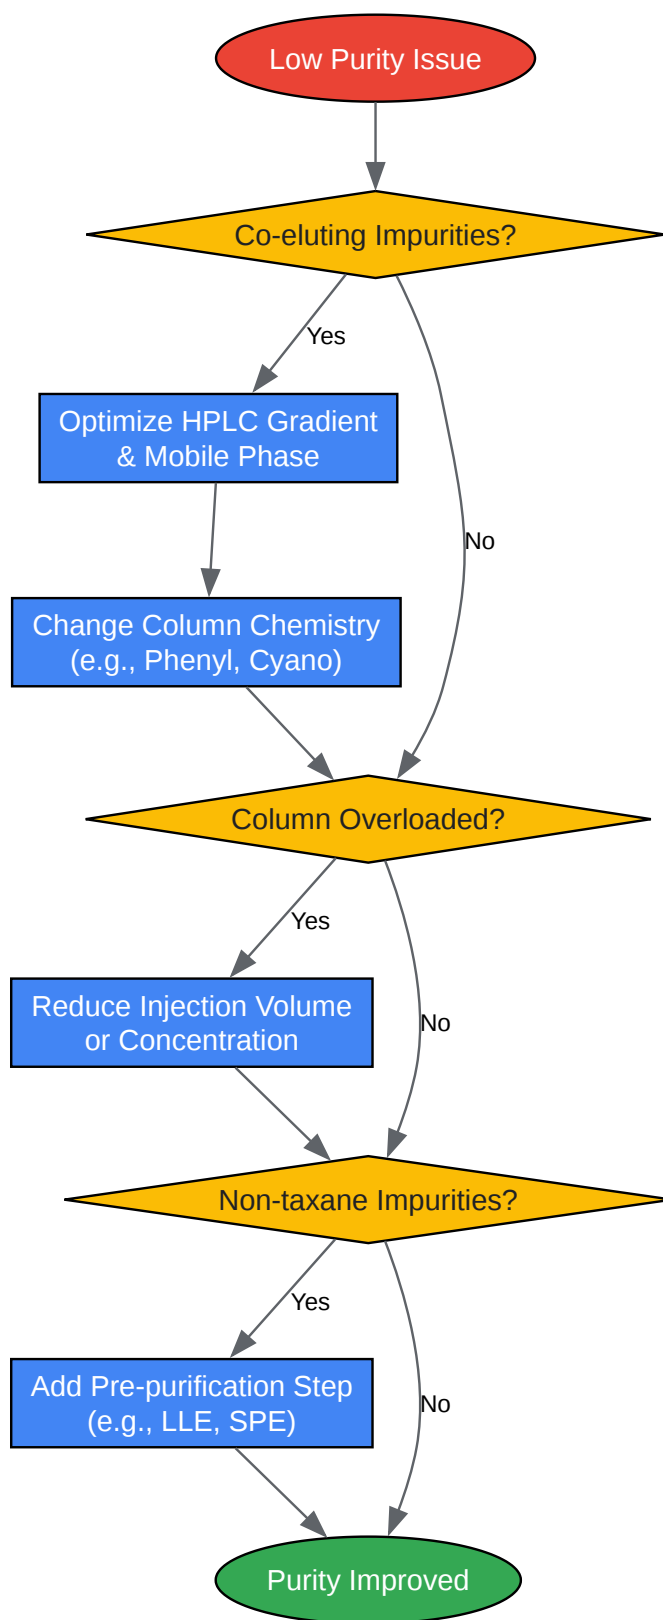 Low Purity Issue
Co-eluting Impurities?
Yes
Optimize HPLC Gradient
& Mobile Phase
No
Change Column Chemistry
(e.g., Phenyl, Cyano)
Column Overloaded?
Yes
Reduce Injection Volume
or Concentration
No
Non-taxane Impurities?
Yes
Add Pre-purification Step
(e.g., LLE, SPE)
No
Purity Improved